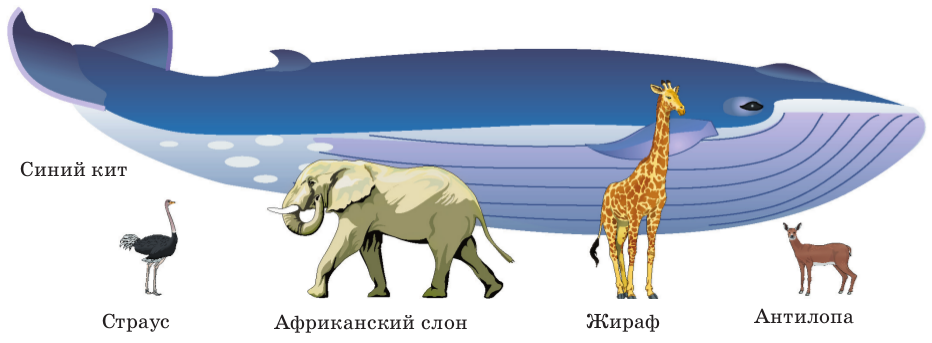 Синий кит
Страус
Африканский слон
Жираф
Антилопа